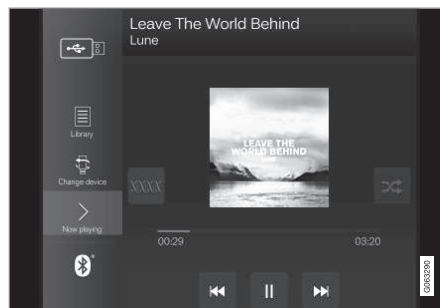 Leave The World Behind
Lune
Library
Change device
Now playing
LEAVE THE
WORLD BEHIND
LUNE
XXXX
00:29
03:20
G063290